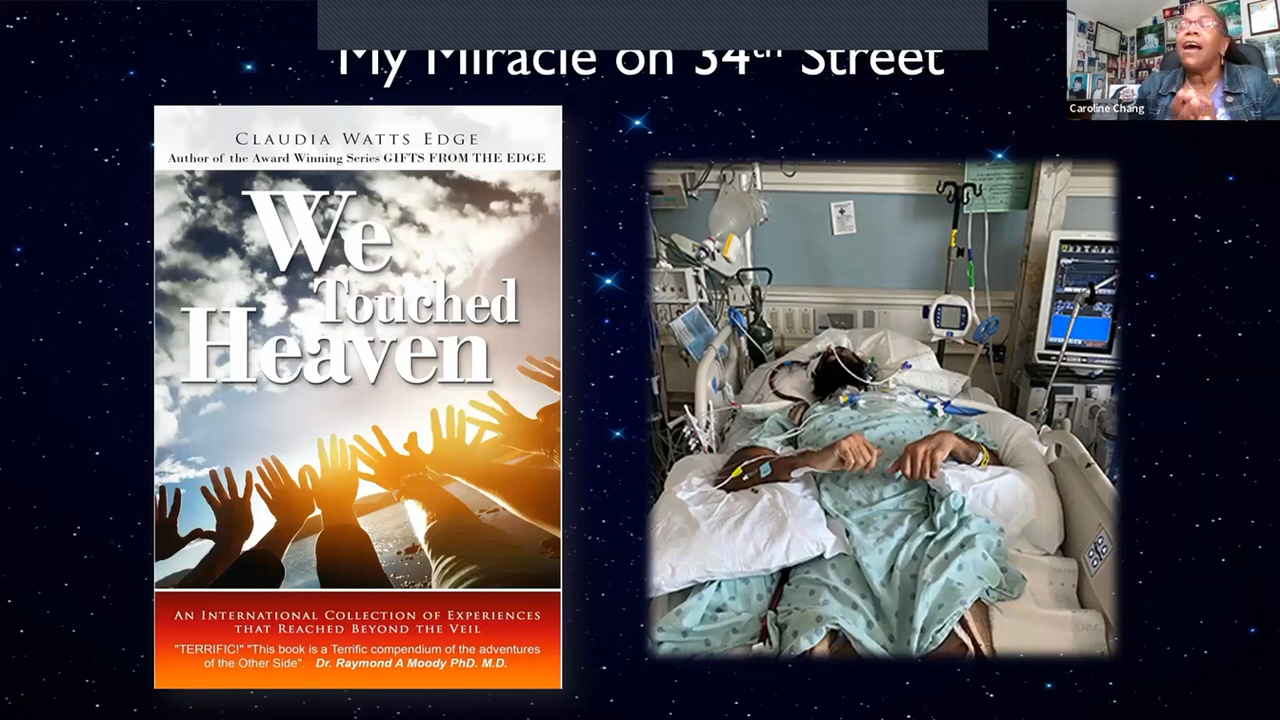 My Miracle on 34th Street
Caroline Chang
CLAUDIA WATTS EDGE
Author of the Award Winning Series GIFTS FROM THE EDGE
We
Touched
Heaven
AN INTERNATIONAL COLLECTION OF EXPERIENCES
THAT REACHED BEYOND THE VEIL
"TERRIFIC!" "This book is a Terrific compendium of the adventures
of the Other Side". Dr. Raymond A Moody PhD. M.D.